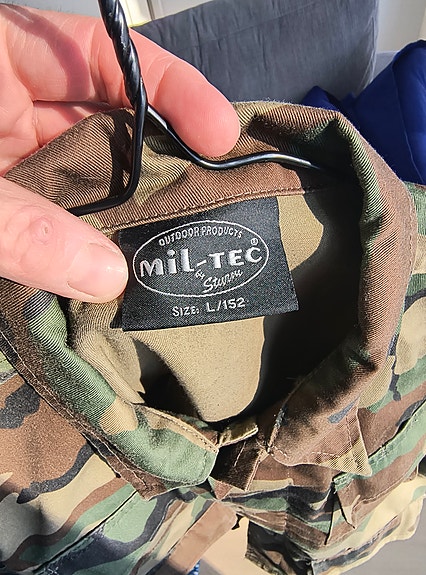 OUTDOOR PRODUCTS
MiL-TEC®
by Sturm
SIZE: L/152